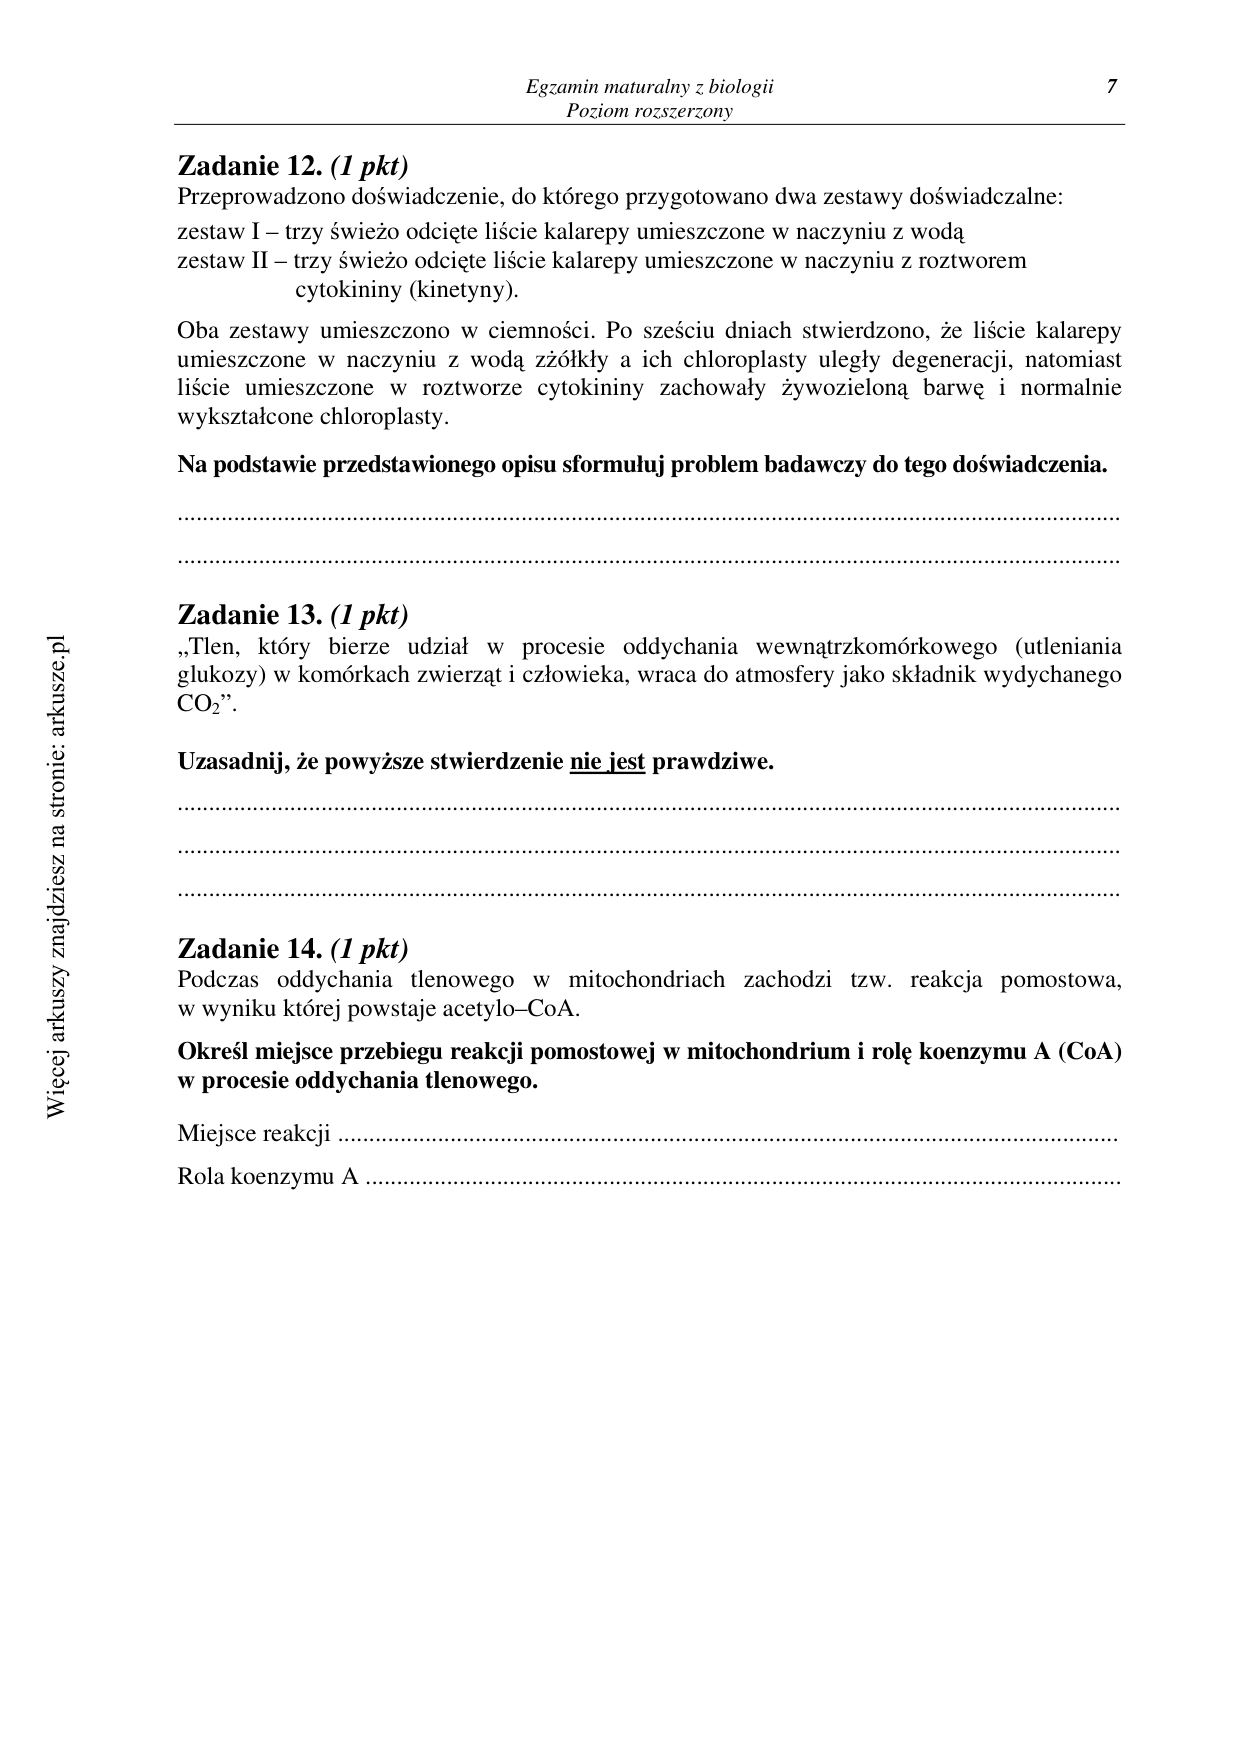 Egzamin maturalny z biologii
7
Poziom rozszerzony
Zadanie 12. (1 pkt)
Przeprowadzono doświadczenie, do którego przygotowano dwa zestawy doświadczalne:
zestaw I – trzy świeżo odcięte liście kalarepy umieszczone w naczyniu z wodą
zestaw II – trzy świeżo odcięte liście kalarepy umieszczone w naczyniu z roztworem
cytokininy (kinetyny).
Oba zestawy umieszczono w ciemności. Po sześciu dniach stwierdzono, że liście kalarepy
umieszczone w naczyniu z wodą zżółkły a ich chloroplasty uległy degeneracji, natomiast
liście umieszczone w roztworze cytokininy zachowały żywozieloną barwę i normalnie
wykształcone chloroplasty.
Na podstawie przedstawionego opisu sformułuj problem badawczy do tego doświadczenia.
.......................................................................................................................................................
.......................................................................................................................................................
Zadanie 13. (1 pkt)
„Tlen, który bierze udział w procesie oddychania wewnątrzkomórkowego (utleniania
glukozy) w komórkach zwierząt i człowieka, wraca do atmosfery jako składnik wydychanego
CO₂”.
Uzasadnij, że powyższe stwierdzenie nie jest prawdziwe.
.......................................................................................................................................................
.......................................................................................................................................................
.......................................................................................................................................................
Zadanie 14. (1 pkt)
Podczas oddychania tlenowego w mitochondriach zachodzi tzw. reakcja pomostowa,
w wyniku której powstaje acetylo–CoA.
Określ miejsce przebiegu reakcji pomostowej w mitochondrium i rolę koenzymu A (CoA)
w procesie oddychania tlenowego.
Miejsce reakcji .............................................................................................................................
Rola koenzymu A .........................................................................................................................
Więcej arkuszy znajdziesz na stronie: arkusze.pl